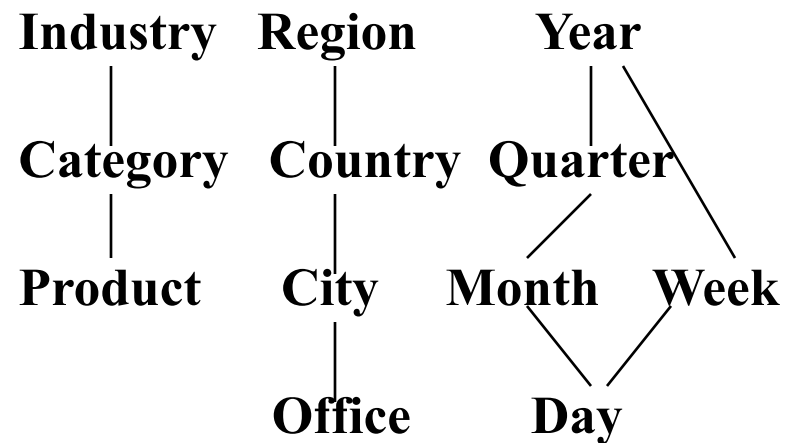 Industry Region Year
Category Country Quarter
Product City Month Week
Office Day